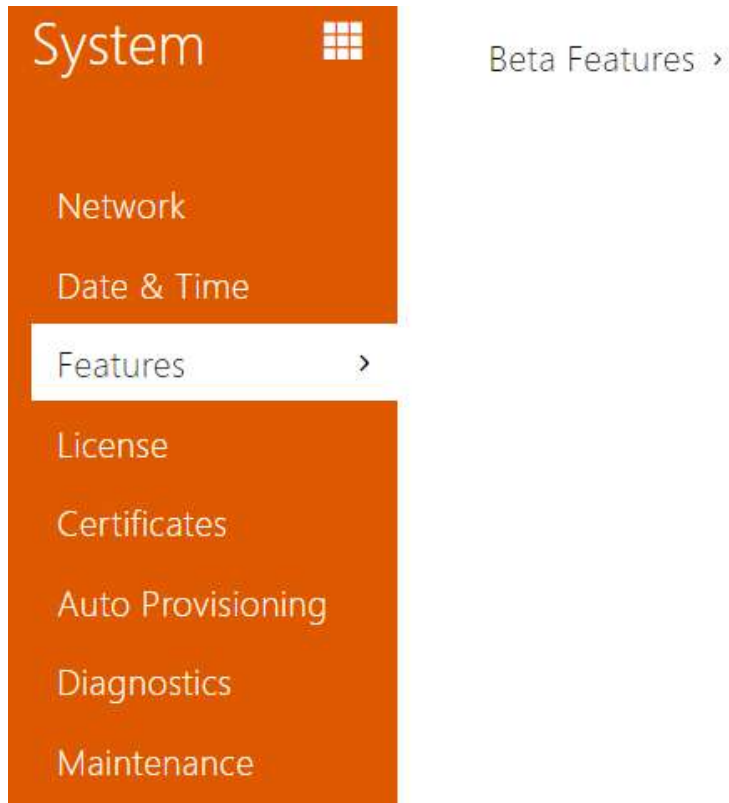 System
Beta Features ›
Network
Date & Time
Features ›
License
Certificates
Auto Provisioning
Diagnostics
Maintenance